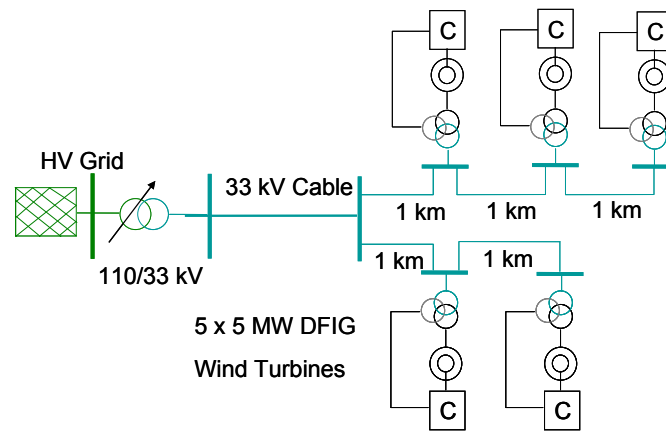 C
C
C
HV Grid
33 kV Cable
1 km
1 km
1 km
110/33 kV
1 km
1 km
5 x 5 MW DFIG
Wind Turbines
C
C